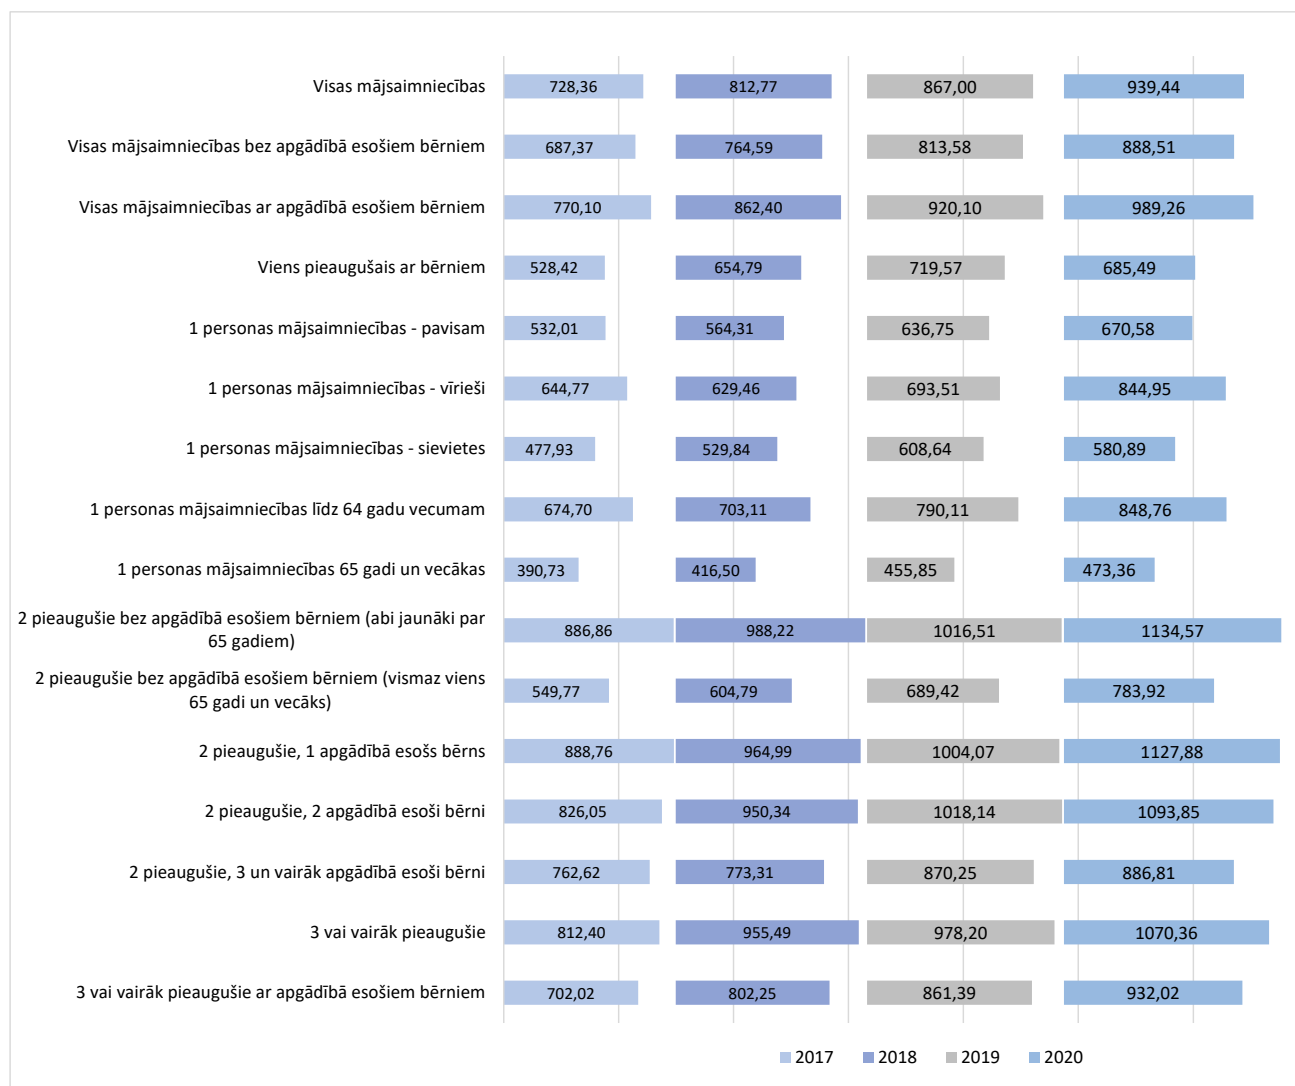 Visas mājsaimniecības 728,36 812,77 867,00 939,44
Visas mājsaimniecības bez apgādībā esošiem bērniem 687,37 764,59 813,58 888,51
Visas mājsaimniecības ar apgādībā esošiem bērniem 770,10 862,40 920,10 989,26
Viens pieaugušais ar bērniem 528,42 654,79 719,57 685,49
1 personas mājsaimniecības - pavisam 532,01 564,31 636,75 670,58
1 personas mājsaimniecības - vīrieši 644,77 629,46 693,51 844,95
1 personas mājsaimniecības - sievietes 477,93 529,84 608,64 580,89
1 personas mājsaimniecības līdz 64 gadu vecumam 674,70 703,11 790,11 848,76
1 personas mājsaimniecības 65 gadi un vecākas 390,73 416,50 455,85 473,36
2 pieaugušie bez apgādībā esošiem bērniem (abi jaunāki par
65 gadiem) 886,86 988,22 1016,51 1134,57
2 pieaugušie bez apgādībā esošiem bērniem (vismaz viens
65 gadi un vecāks) 549,77 604,79 689,42 783,92
2 pieaugušie, 1 apgādībā esošs bērns 888,76 964,99 1004,07 1127,88
2 pieaugušie, 2 apgādībā esoši bērni 826,05 950,34 1018,14 1093,85
2 pieaugušie, 3 un vairāk apgādībā esoši bērni 762,62 773,31 870,25 886,81
3 vai vairāk pieaugušie 812,40 955,49 978,20 1070,36
3 vai vairāk pieaugušie ar apgādībā esošiem bērniem 702,02 802,25 861,39 932,02
2017 2018 2019 2020